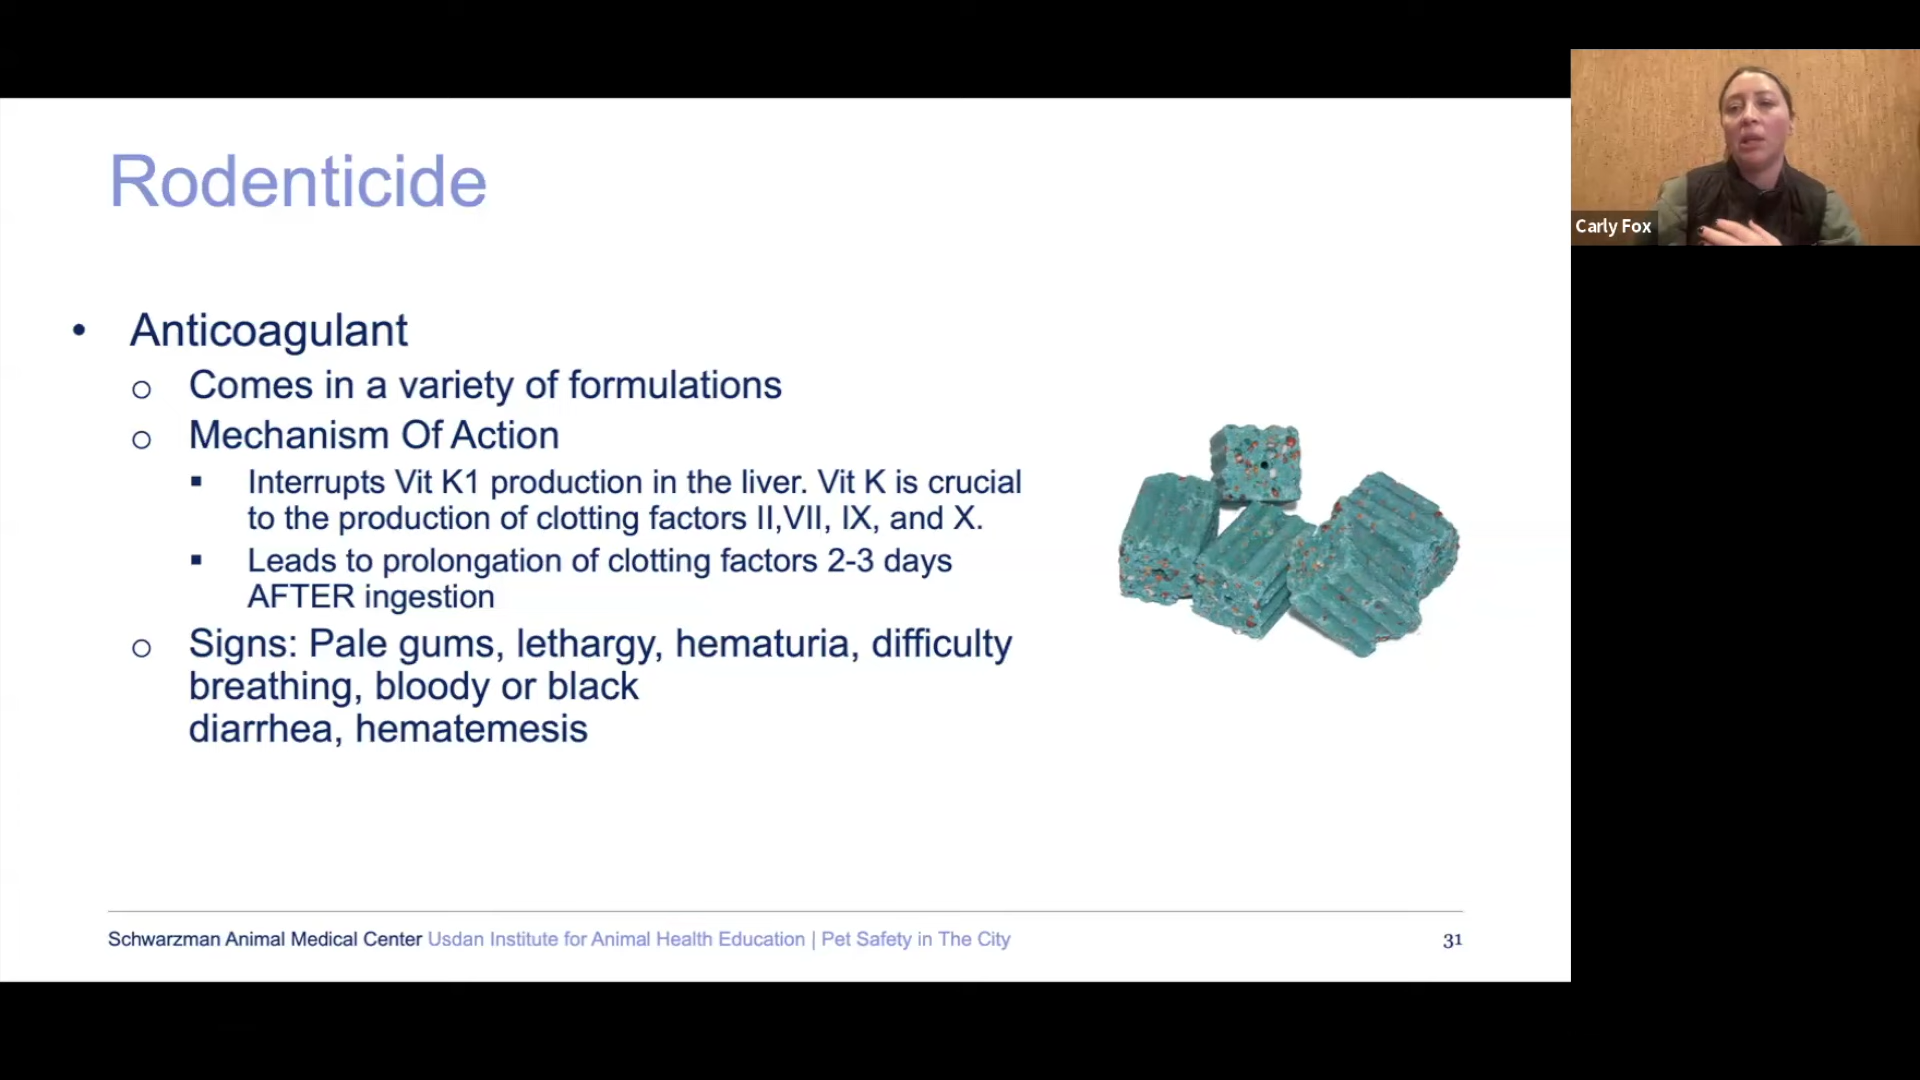 Rodenticide
• Anticoagulant
o Comes in a variety of formulations
o Mechanism Of Action
▪ Interrupts Vit K1 production in the liver. Vit K is crucial
to the production of clotting factors II,VII, IX, and X.
▪ Leads to prolongation of clotting factors 2-3 days
AFTER ingestion
o Signs: Pale gums, lethargy, hematuria, difficulty
breathing, bloody or black
diarrhea, hematemesis
Schwarzman Animal Medical Center Usdan Institute for Animal Health Education | Pet Safety in The City
31
Carly Fox